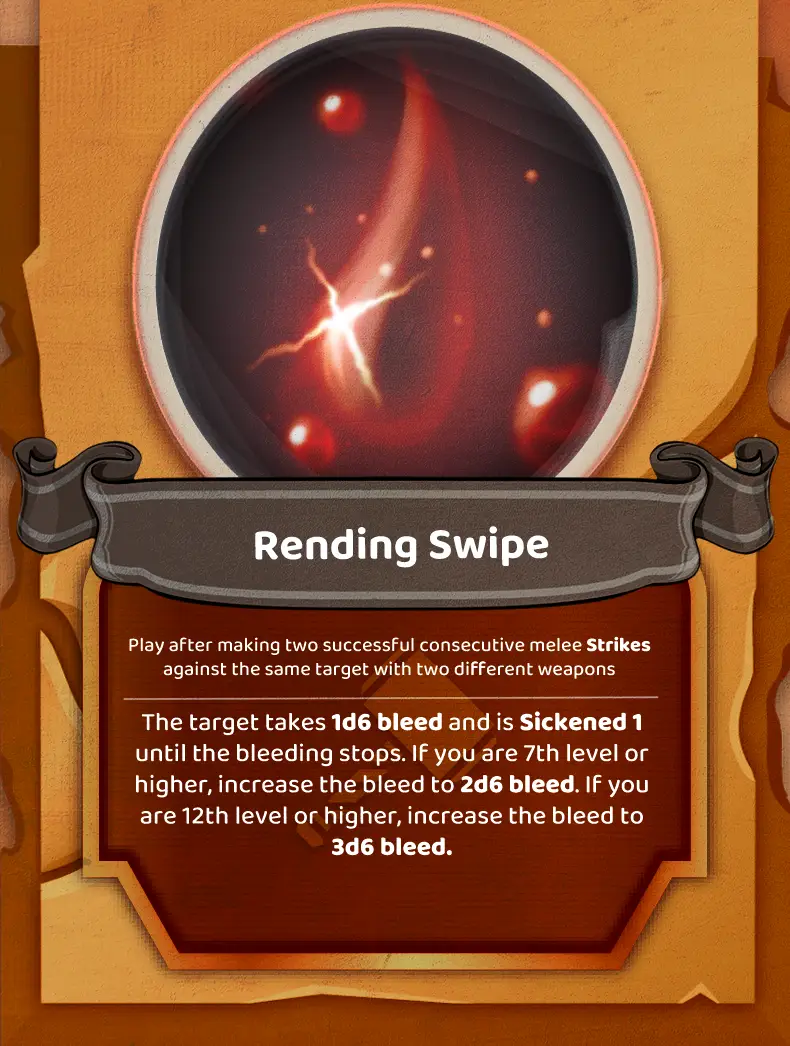 Rending Swipe
Play after making two successful consecutive melee Strikes
against the same target with two different weapons
The target takes 1d6 bleed and is Sickened 1
until the bleeding stops. If you are 7th level or
higher, increase the bleed to 2d6 bleed. If you
are 12th level or higher, increase the bleed to
3d6 bleed.